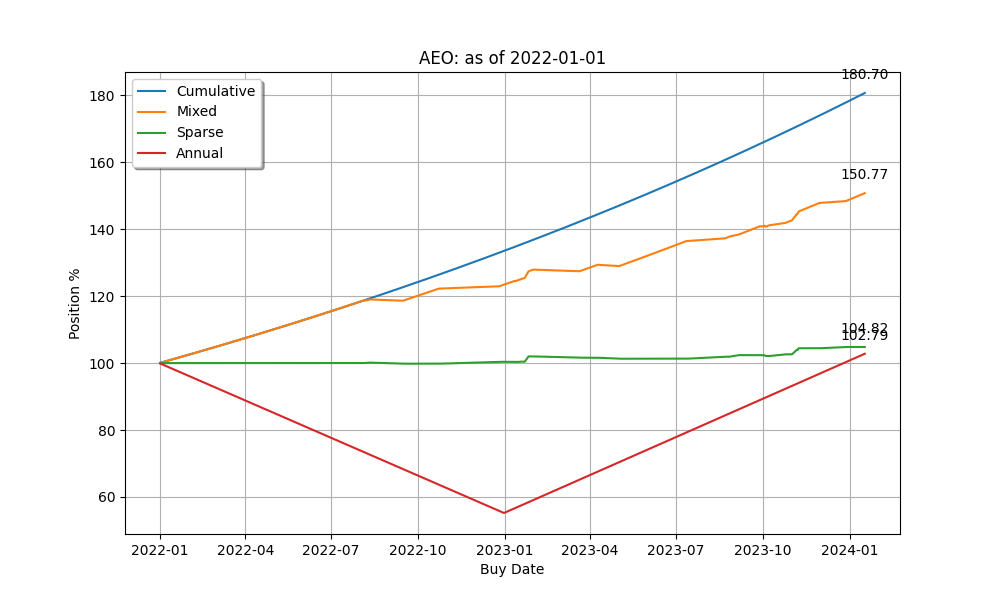 AEO: as of 2022-01-01
180.70
Cumulative
Mixed
Sparse
Annual
150.77
104.82
102.79
180
160
140
120
100
80
60
Position %
2022-01 2022-04 2022-07 2022-10 2023-01 2023-04 2023-07 2023-10 2024-01
Buy Date